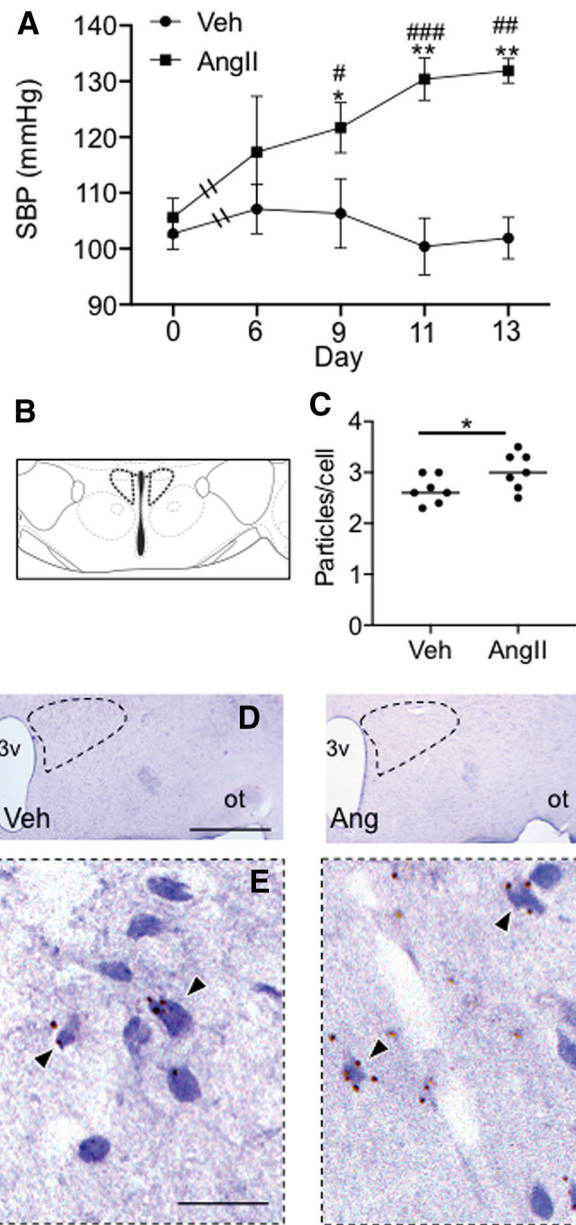 A
Veh
AngII
SBP (mmHg)
140
130
120
110
100
90
#
*
###
**
##
**
0 6 9 11 13
Day
B
C
Particles/cell
4
3
2
1
0
*
Veh AngII
D
3v
Veh
ot
3v
Ang
ot
E